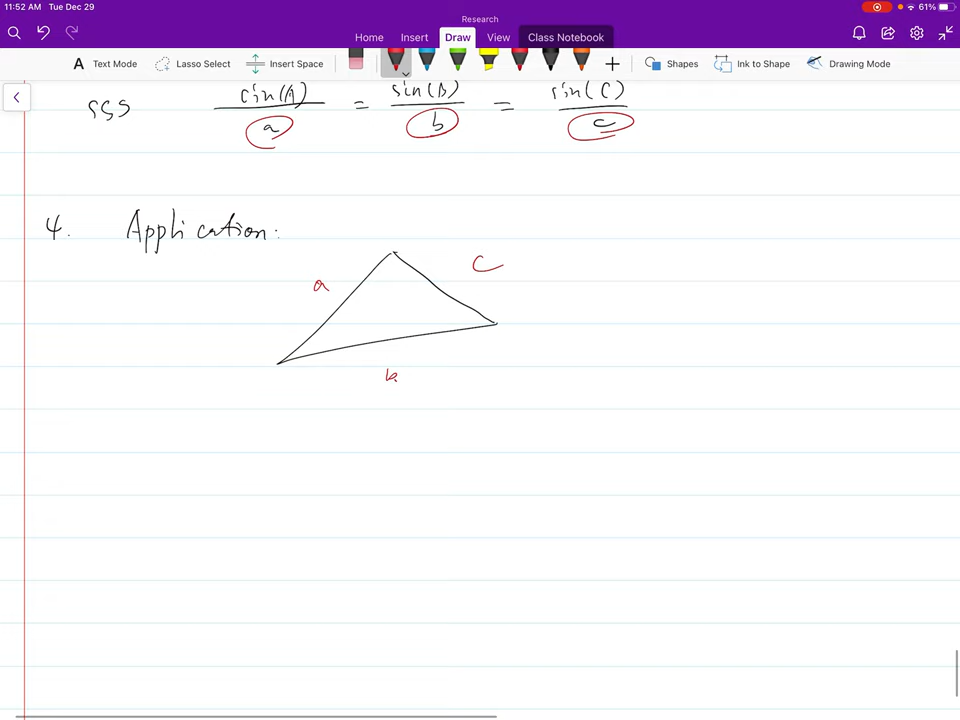 11:52 AM Tue Dec 29
61%
Research
Home Insert Draw View Class Notebook
A Text Mode Lasso Select Insert Space Shapes Ink to Shape Drawing Mode
SSS sin(A) / a = sin(B) / b = sin(C) / c
4. Application:
a
c
b